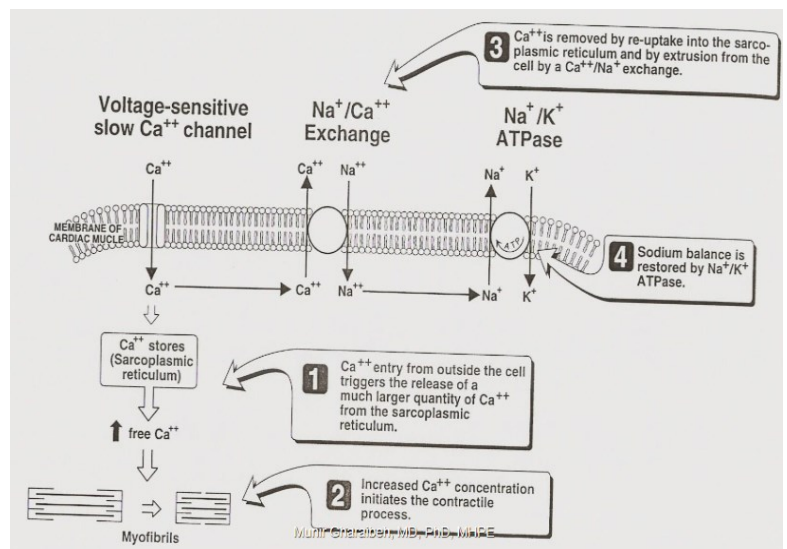 3 Ca++ is removed by re-uptake into the sarco-
plasmic reticulum and by extrusion from the
cell by a Ca++/Na+ exchange.
Voltage-sensitive
slow Ca++ channel
Na+/Ca++
Exchange
Na+/K+
ATPase
Ca++
Ca++ Na++
Na+ K+
MEMBRANE OF
CARDIAC MUCLE
ATP
4 Sodium balance is
restored by Na+/K+
ATPase.
Ca++ Ca++ Na++ Na+ K+
Ca++ stores
(Sarcoplasmic
reticulum)
1 Ca++ entry from outside the cell
triggers the release of a
much larger quantity of Ca++
from the sarcoplasmic
reticulum.
free Ca++
2 Increased Ca++ concentration
initiates the contractile
process.
Myofibrils
Munir Gharaibeh, MD, PhD, MHPE